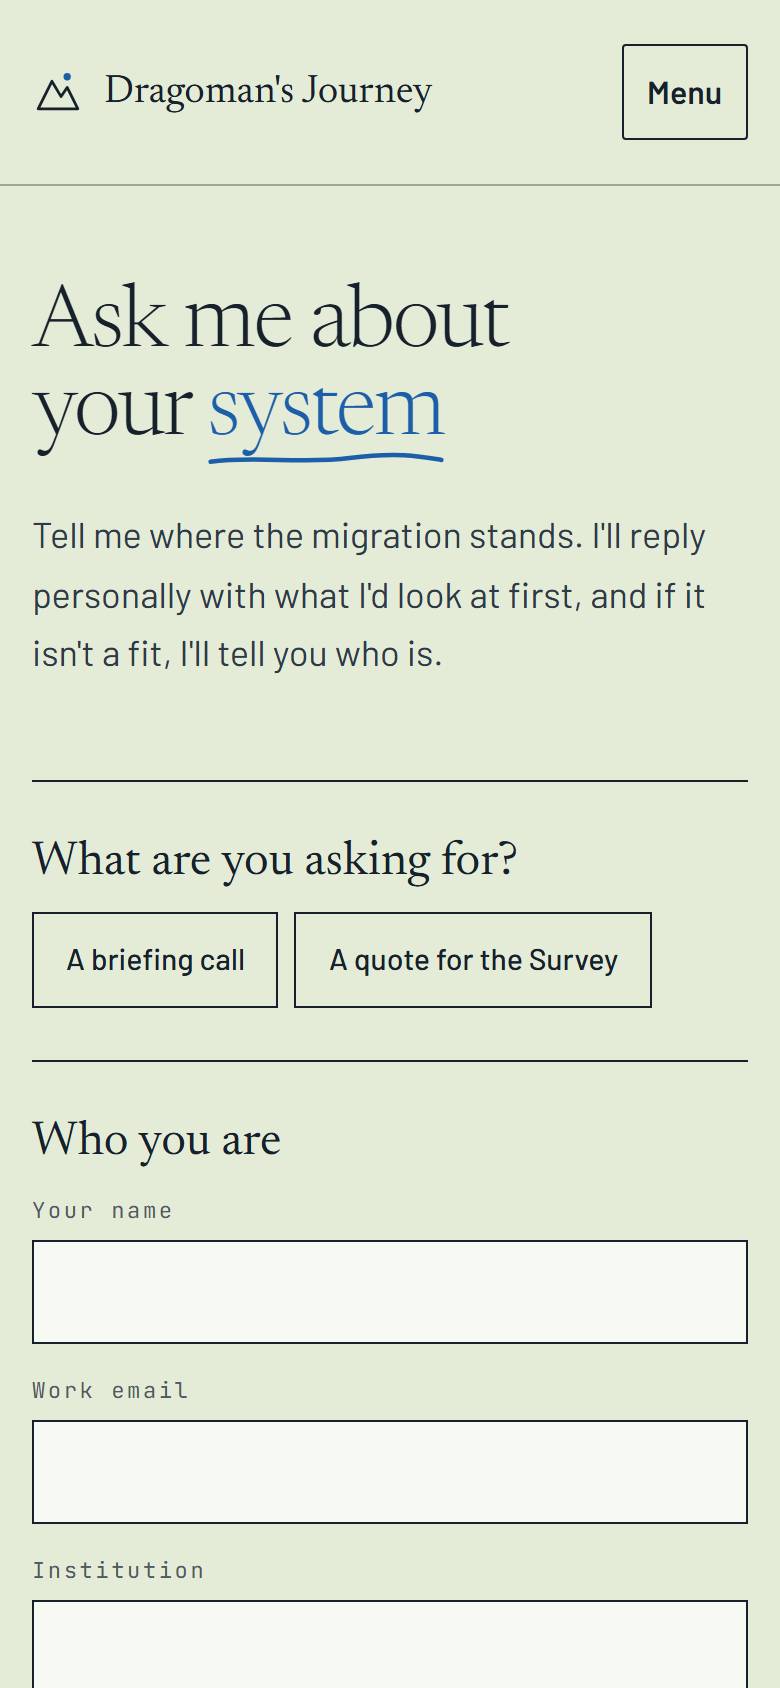 Dragoman's Journey
Menu
Ask me about
your system
Tell me where the migration stands. I'll reply
personally with what I'd look at first, and if it
isn't a fit, I'll tell you who is.
What are you asking for?
A briefing call
A quote for the Survey
Who you are
Your name
Work email
Institution